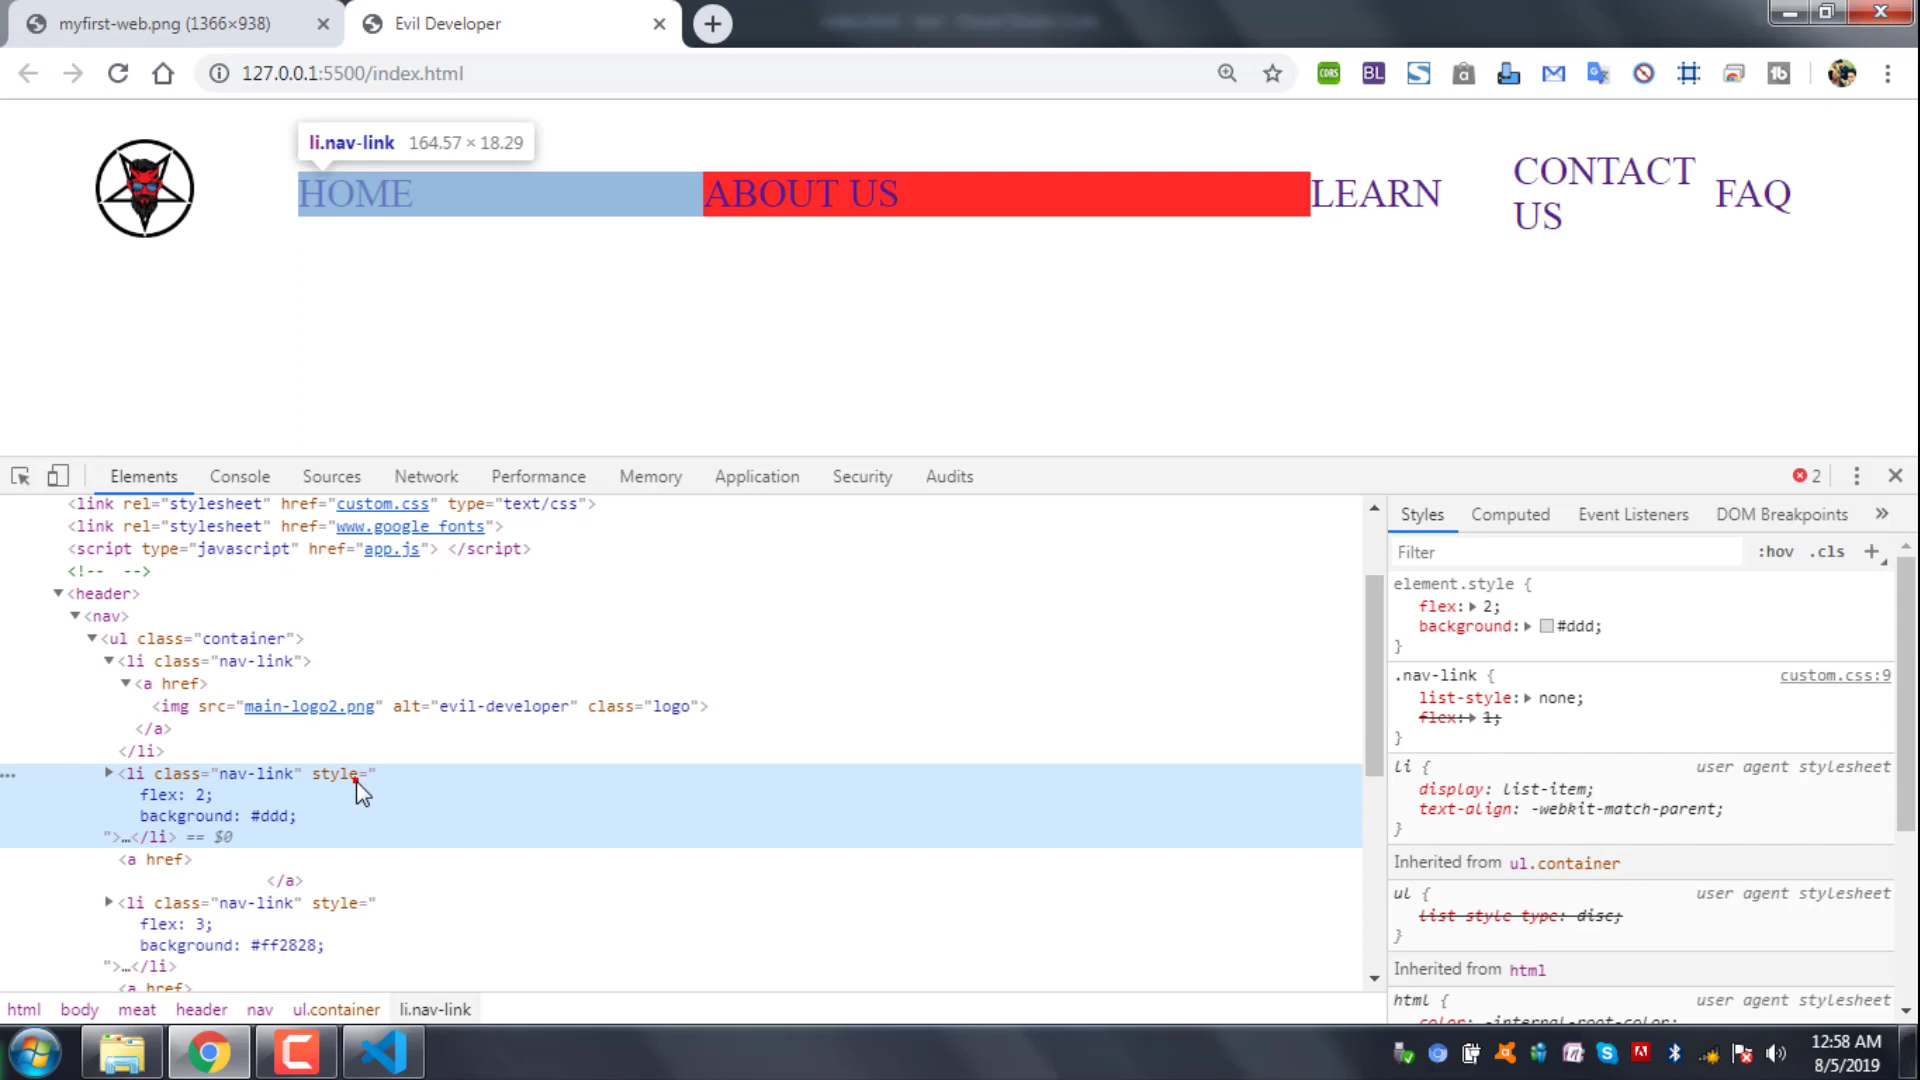 myfirst-web.png (1366×938)
Evil Developer
127.0.0.1:5500/index.html
CORS
BL
li.nav-link 164.57 × 18.29
HOME
ABOUT US
LEARN
CONTACT
US
FAQ
Elements Console Sources Network Performance Memory Application Security Audits
2
<link rel="stylesheet" href="custom.css" type="text/css">
<link rel="stylesheet" href="www.google fonts">
<script type="javascript" href="app.js"> </script>
<!-- -->
<header>
<nav>
<ul class="container">
<li class="nav-link">
<a href>
<img src="main-logo2.png" alt="evil-developer" class="logo">
</a>
</li>
<li class="nav-link" style="
flex: 2;
background: #ddd;
">…</li> == $0
<a href>
</a>
<li class="nav-link" style="
flex: 3;
background: #ff2828;
">…</li>
<a href>
html body meat header nav ul.container li.nav-link
Styles Computed Event Listeners DOM Breakpoints »
Filter :hov .cls +
element.style {
flex: 2;
background: #ddd;
}
.nav-link { custom.css:9
list-style: none;
flex: 1;
}
li { user agent stylesheet
display: list-item;
text-align: -webkit-match-parent;
}
Inherited from ul.container
ul { user agent stylesheet
list-style-type: disc;
}
Inherited from html
html { user agent stylesheet
color: -internal-root-color;
12:58 AM
8/5/2019